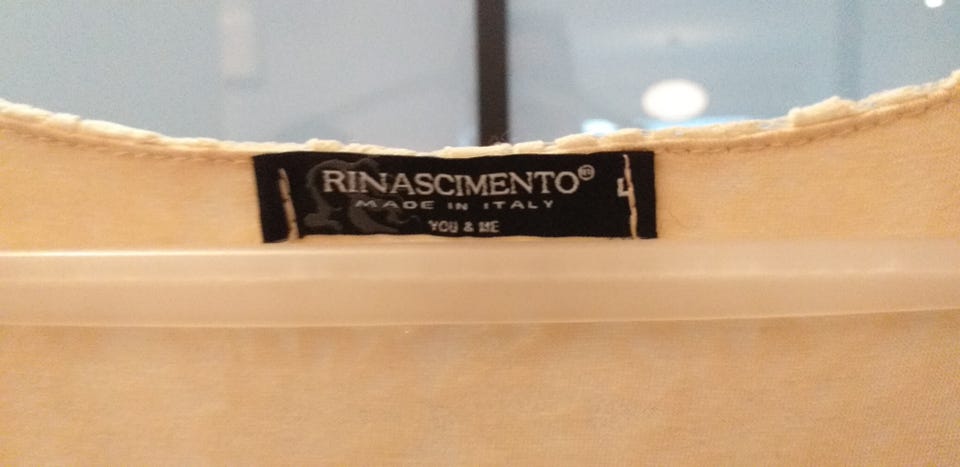 RINASCIMENTO®
MADE IN ITALY
YOU & ME
L